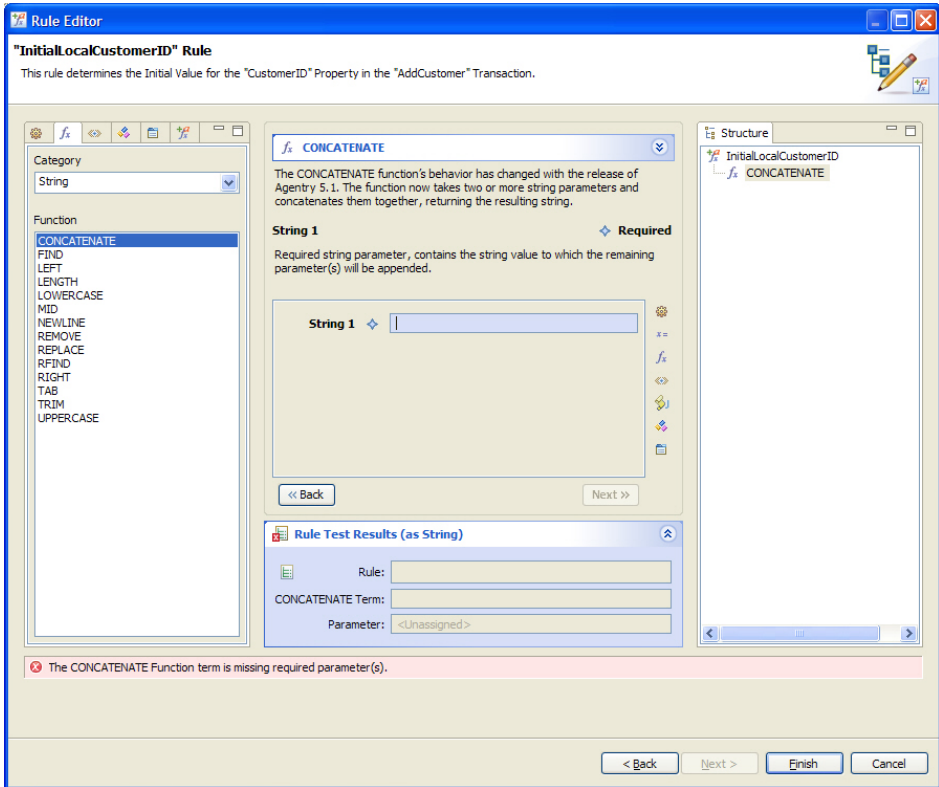 Rule Editor
"InitialLocalCustomerID" Rule
This rule determines the Initial Value for the "CustomerID" Property in the "AddCustomer" Transaction.
Category
String
Function
CONCATENATE
FIND
LEFT
LENGTH
LOWERCASE
MID
NEWLINE
REMOVE
REPLACE
RFIND
RIGHT
TAB
TRIM
UPPERCASE
fx CONCATENATE
The CONCATENATE function's behavior has changed with the release of
Agentry 5.1. The function now takes two or more string parameters and
concatenates them together, returning the resulting string.
String 1 Required
Required string parameter, contains the string value to which the remaining
parameter(s) will be appended.
String 1
x=
fx
<< Back Next >>
Rule Test Results (as String)
Rule:
CONCATENATE Term:
Parameter: <Unassigned>
Structure
InitialLocalCustomerID
fx CONCATENATE
The CONCATENATE Function term is missing required parameter(s).
< Back Next > Finish Cancel